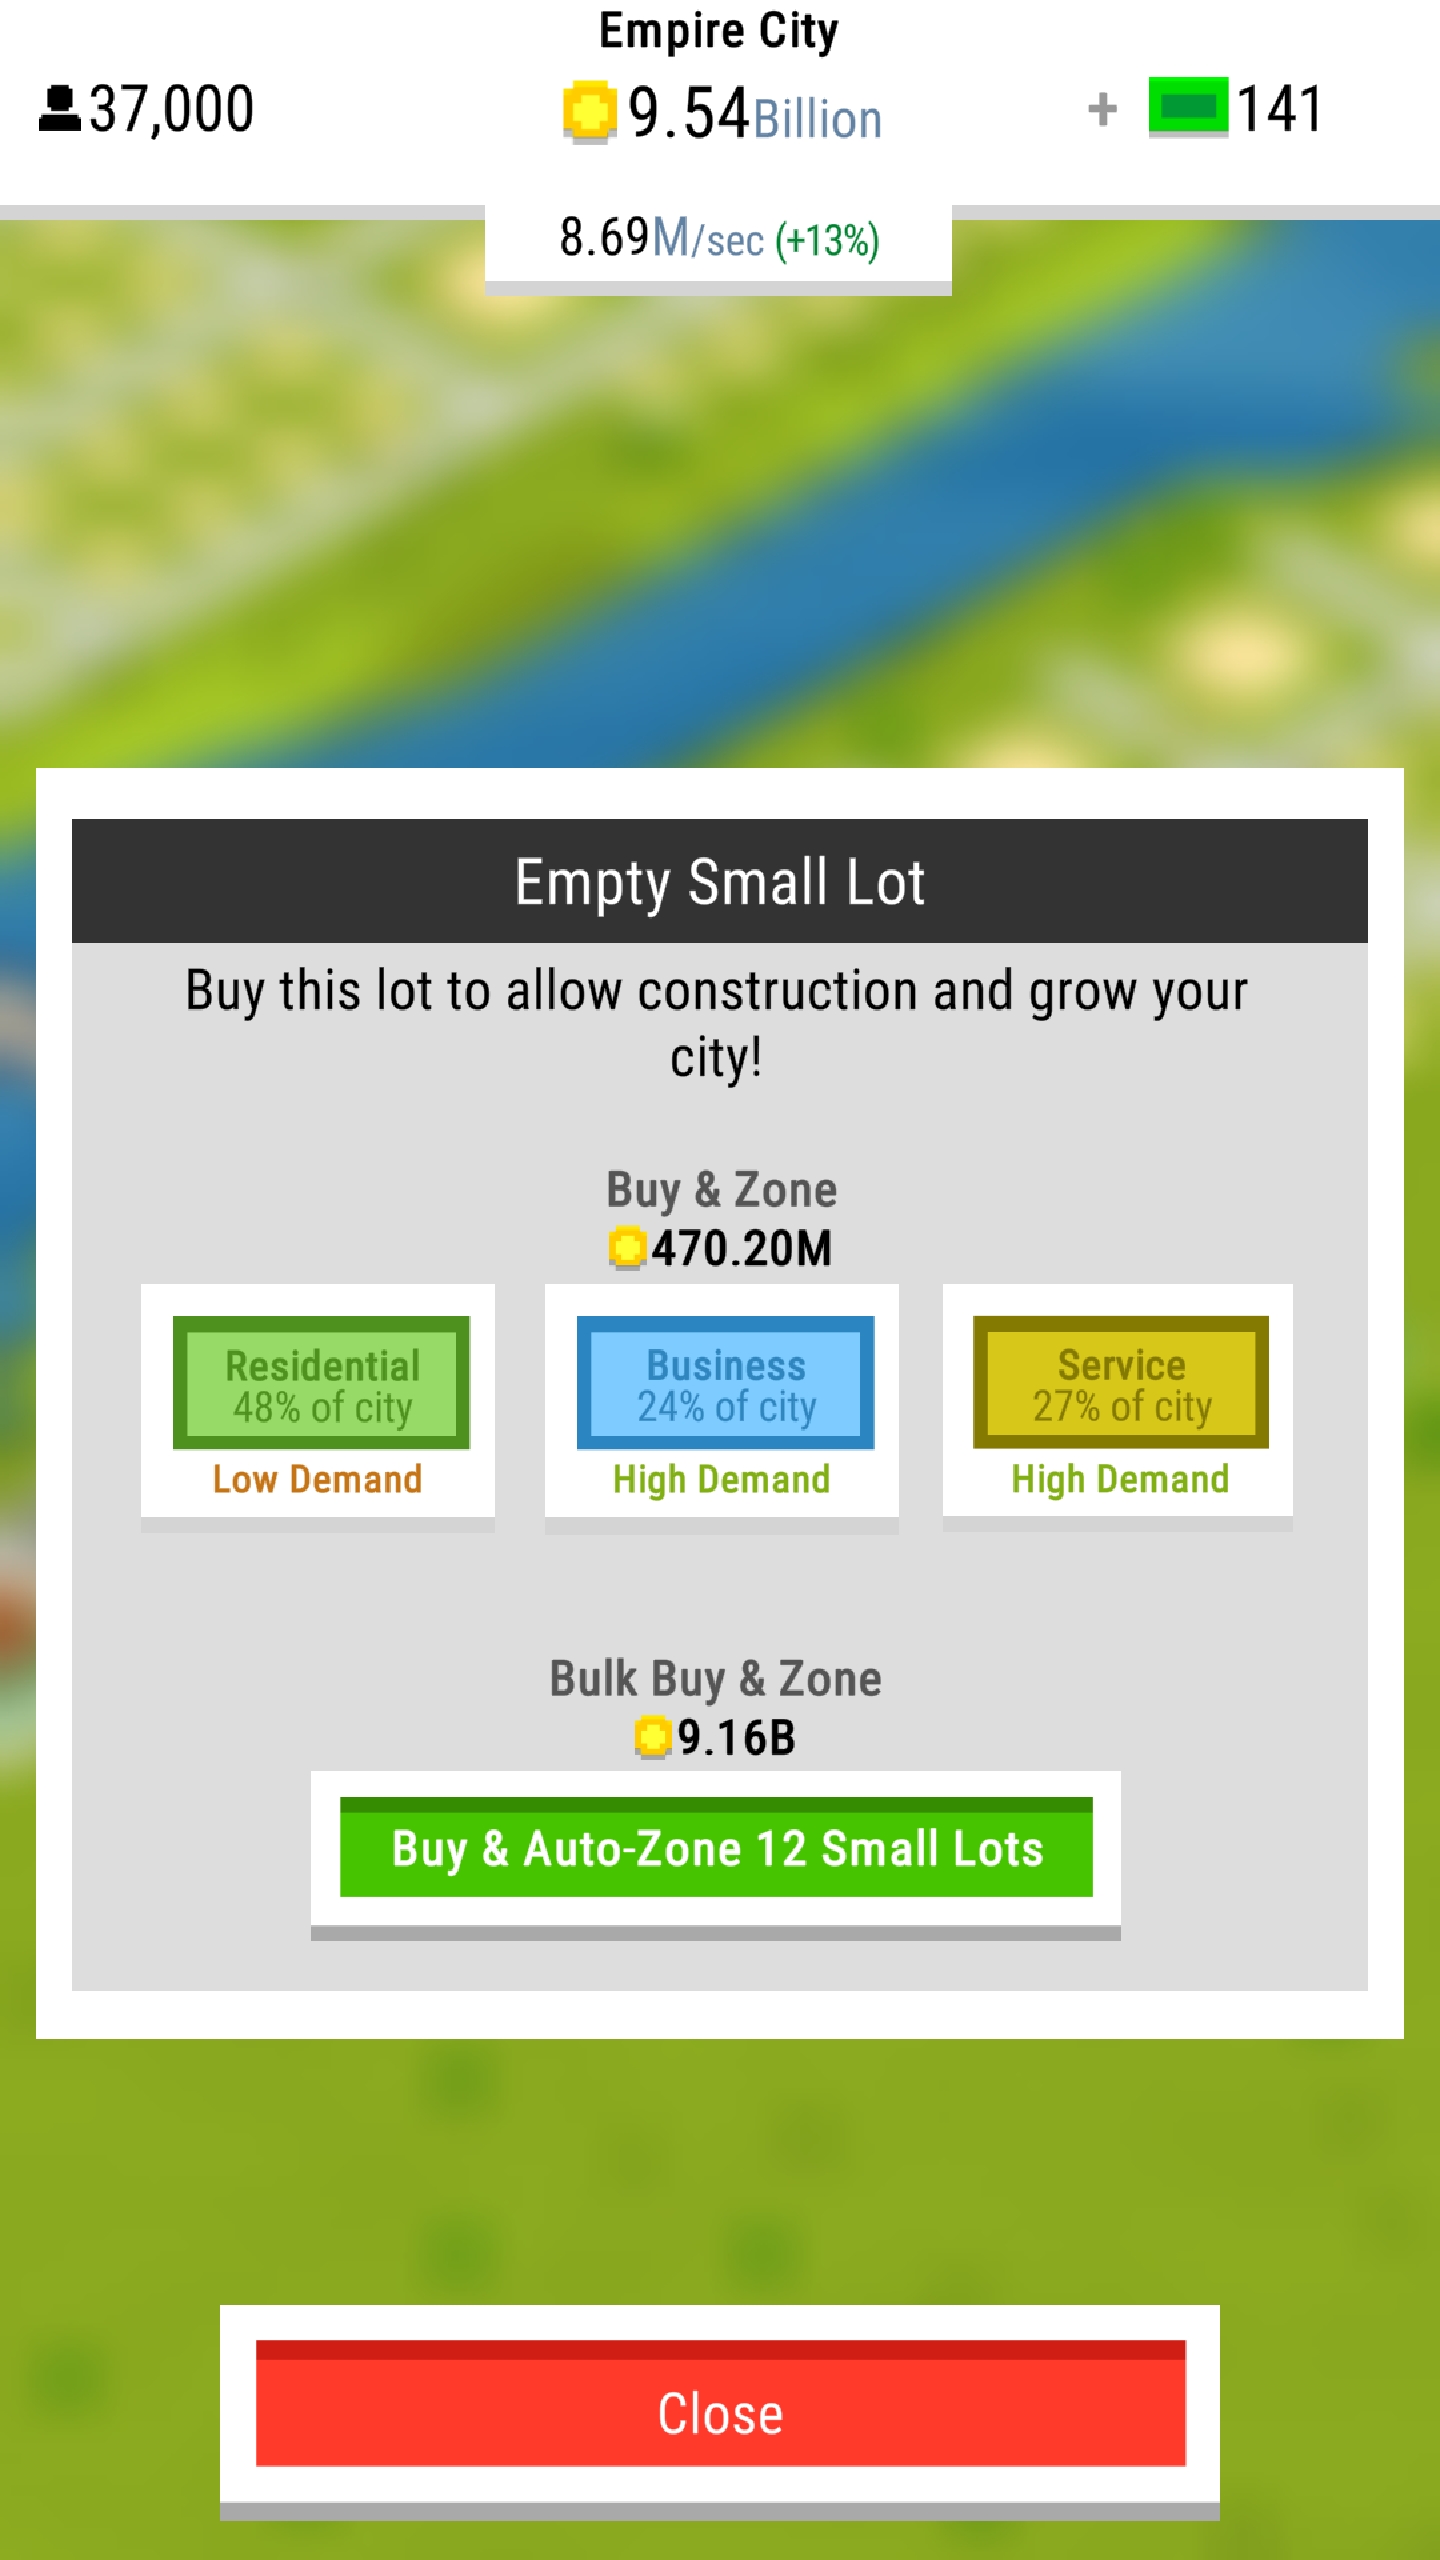 Empire City
37,000
9.54Billion
+ 141
8.69M/sec (+13%)
Empty Small Lot
Buy this lot to allow construction and grow your
city!
Buy & Zone
470.20M
Residential
48% of city
Low Demand
Business
24% of city
High Demand
Service
27% of city
High Demand
Bulk Buy & Zone
9.16B
Buy & Auto-Zone 12 Small Lots
Close